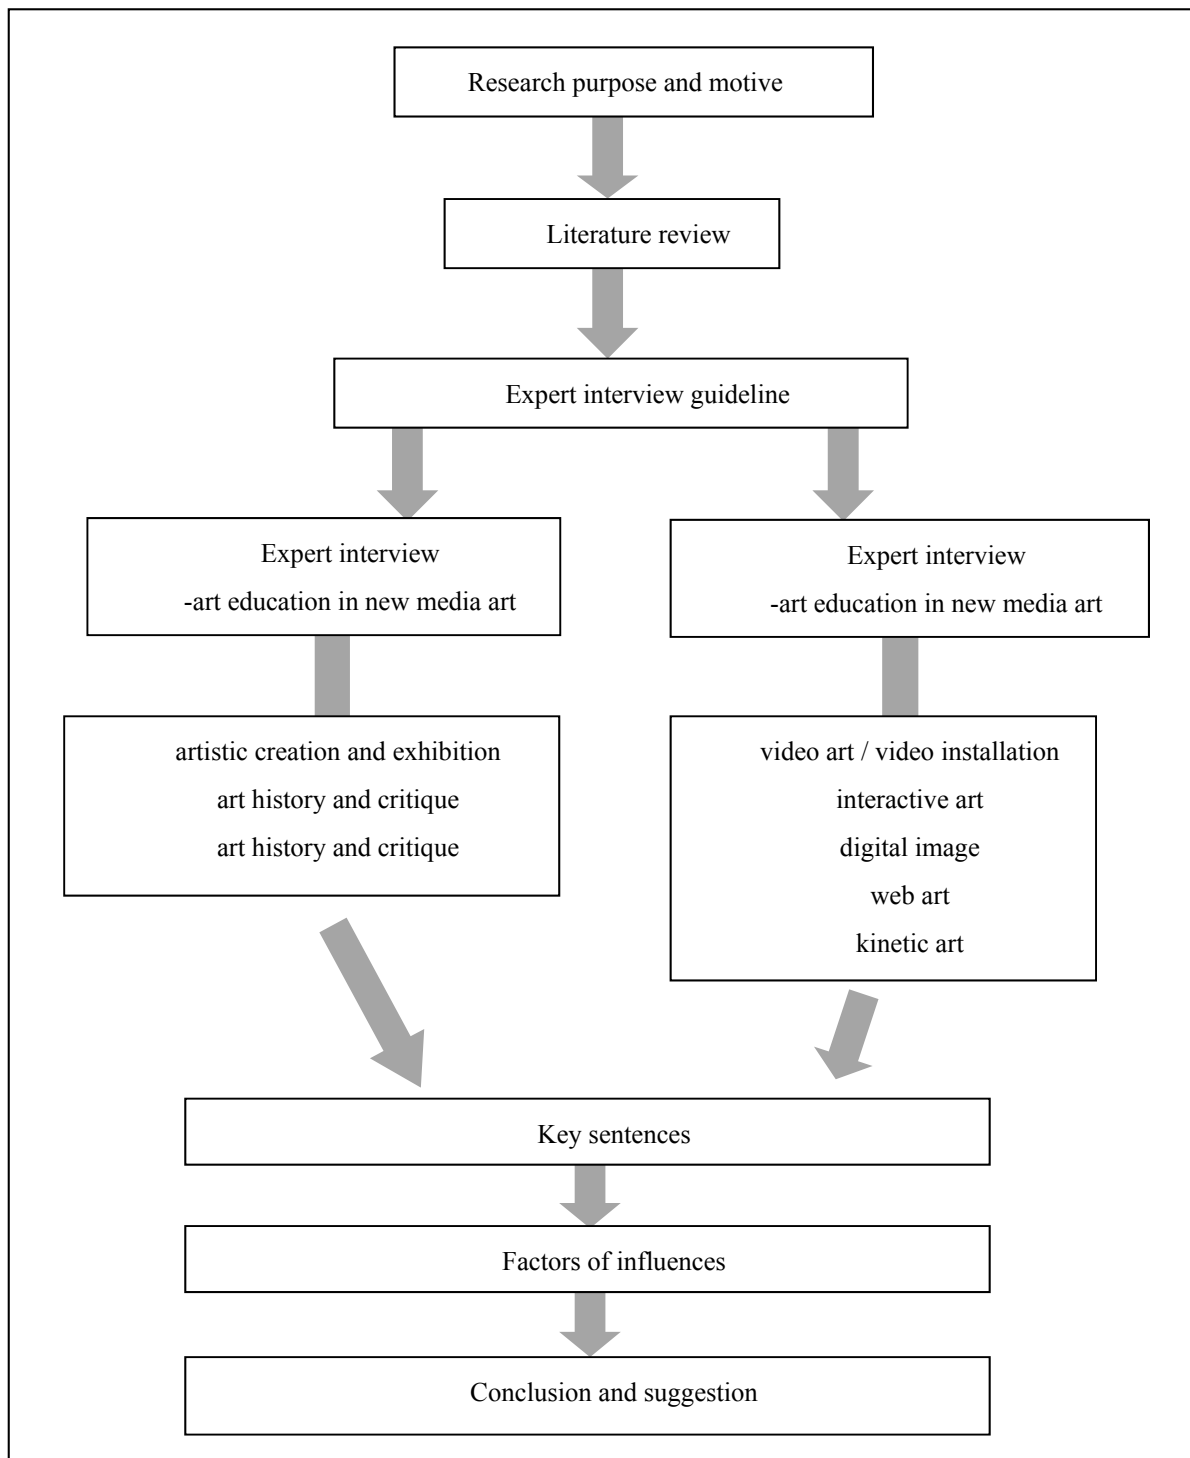 Research purpose and motive
Literature review
Expert interview guideline
Expert interview
-art education in new media art
Expert interview
-art education in new media art
artistic creation and exhibition
art history and critique
art history and critique
video art / video installation
interactive art
digital image
web art
kinetic art
Key sentences
Factors of influences
Conclusion and suggestion